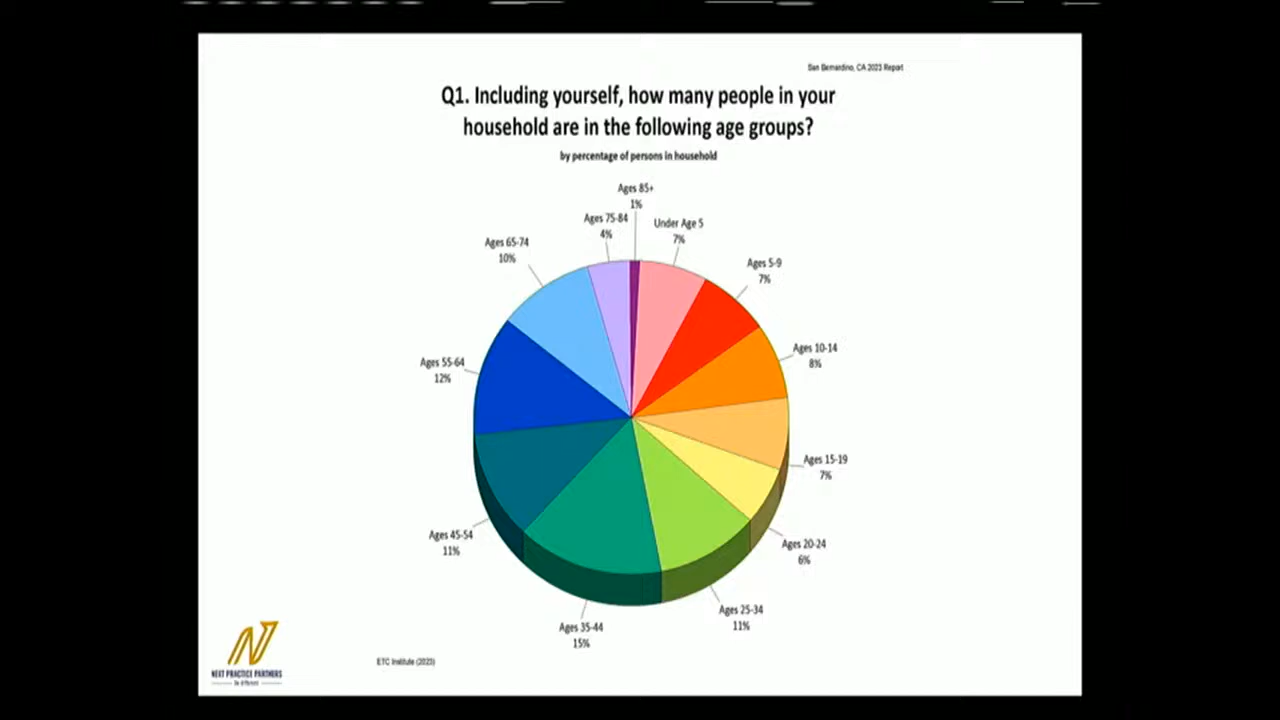 San Bernardino, CA 2023 Report
Q1. Including yourself, how many people in your
household are in the following age groups?
by percentage of persons in household
Ages 85+
1%
Ages 75-84
4%
Under Age 5
7%
Ages 65-74
10%
Ages 5-9
7%
Ages 10-14
8%
Ages 55-64
12%
Ages 15-19
7%
Ages 45-54
11%
Ages 20-24
6%
Ages 25-34
11%
Ages 35-44
15%
ETC Institute (2023)
NEXT PRACTICE PARTNERS